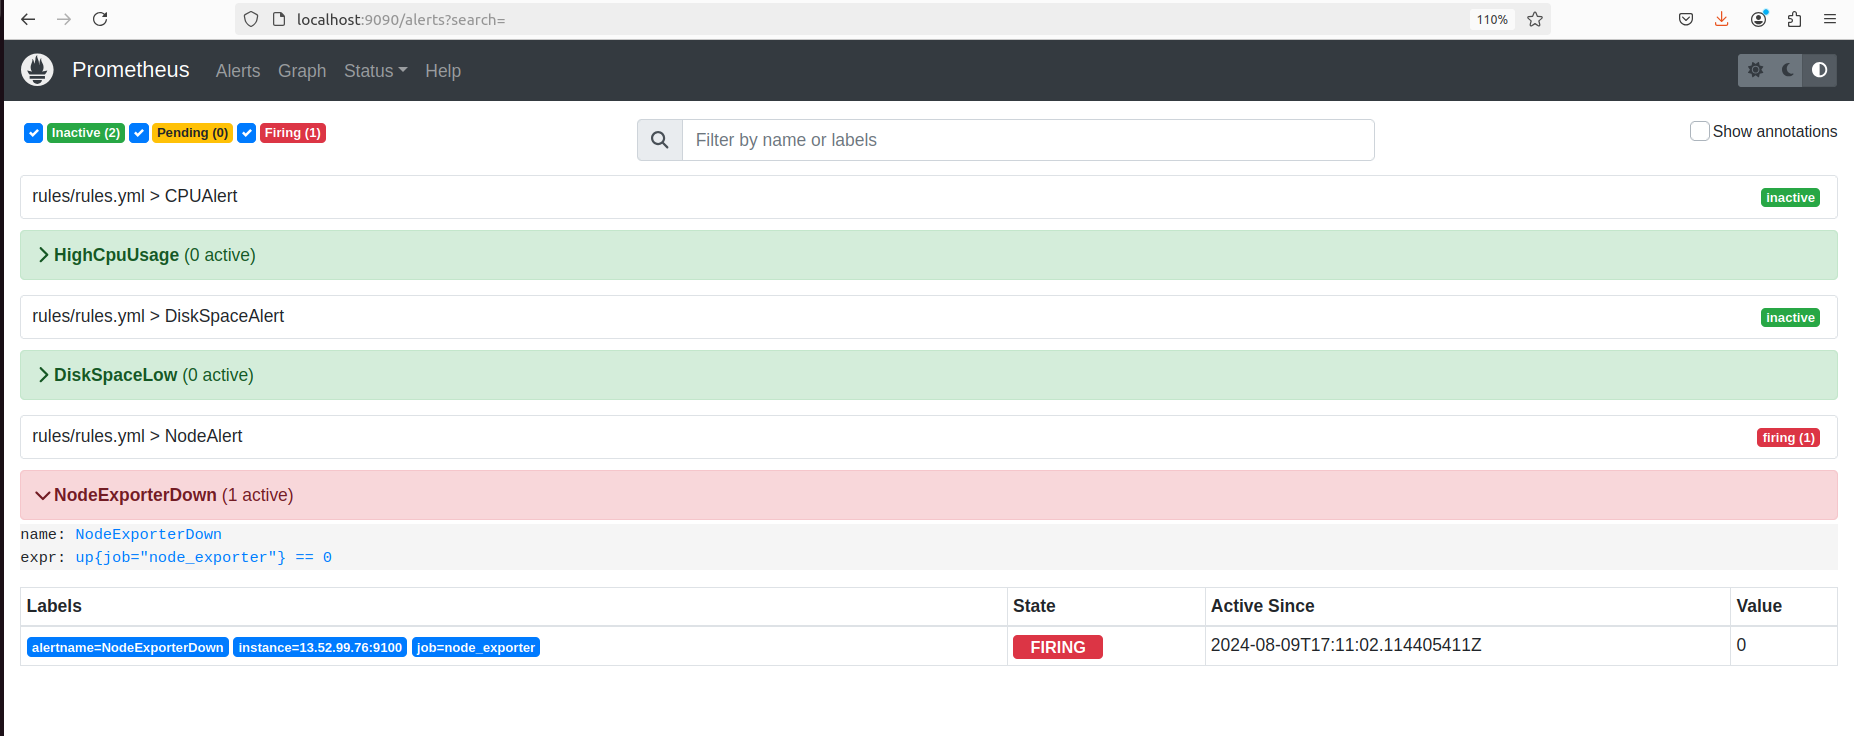 localhost:9090/alerts?search=
110%
Prometheus Alerts Graph Status Help
Inactive (2) Pending (0) Firing (1)
Filter by name or labels
Show annotations
rules/rules.yml > CPUAlert
inactive
HighCpuUsage (0 active)
rules/rules.yml > DiskSpaceAlert
inactive
DiskSpaceLow (0 active)
rules/rules.yml > NodeAlert
firing (1)
NodeExporterDown (1 active)
name: NodeExporterDown
expr: up{job="node_exporter"} == 0
Labels State Active Since Value
alertname=NodeExporterDown instance=13.52.99.76:9100 job=node_exporter FIRING 2024-08-09T17:11:02.114405411Z 0